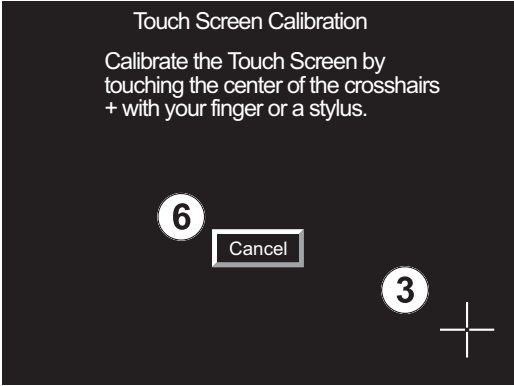 Touch Screen Calibration
Calibrate the Touch Screen by
touching the center of the crosshairs
+ with your finger or a stylus.
6
Cancel
3